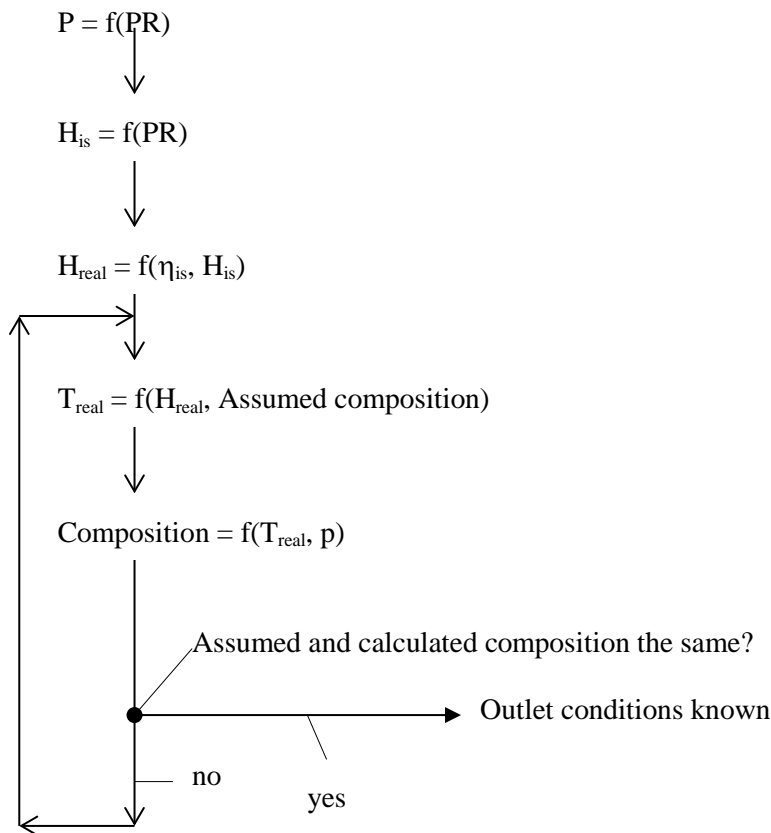 P = f(PR)
H_is = f(PR)
H_real = f(η_is, H_is)
T_real = f(H_real, Assumed composition)
Composition = f(T_real, p)
Assumed and calculated composition the same?
Outlet conditions known
no
yes